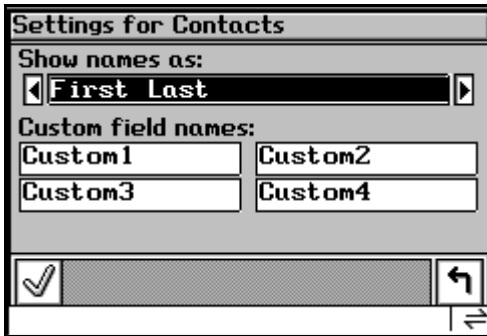 Settings for Contacts
Show names as:
First Last
Custom field names:
Custom1 Custom2
Custom3 Custom4